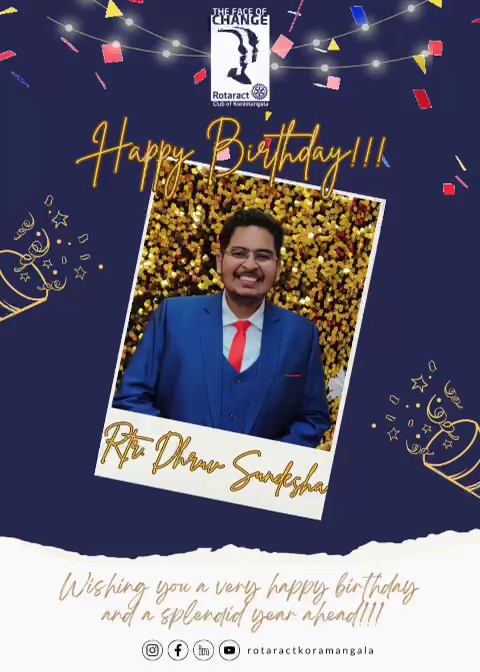 THE FACE OF
CHANGE
Rotaract
Club of Koramangala
Happy Birthday!!!
Rtr. Dhruv Sundesha
Wishing you a very happy birthday
and a splendid year ahead!!!
rotaractkoramangala